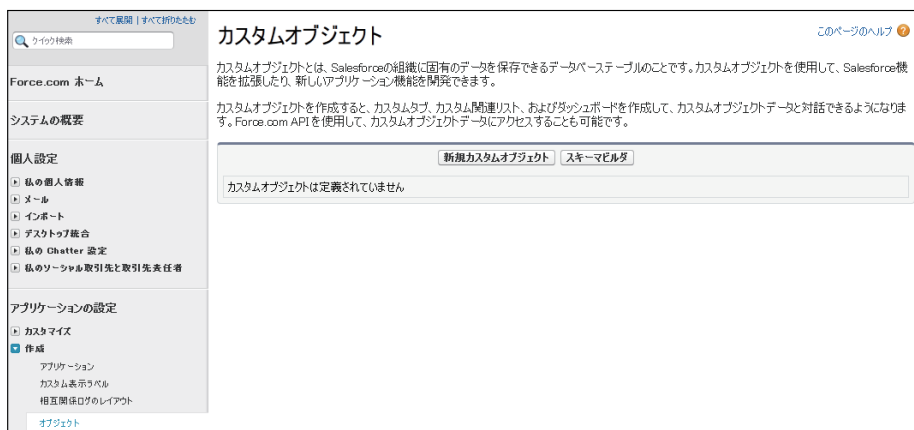 すべて展開 | すべて折りたたむ
クイック検索
Force.com ホーム
システムの概要
個人設定
私の個人情報
メール
インポート
デスクトップ統合
私の Chatter 設定
私のソーシャル取引先と取引先責任者
アプリケーションの設定
カスタマイズ
作成
アプリケーション
カスタム表示ラベル
相互関係ログのレイアウト
オブジェクト
カスタムオブジェクト
このページのヘルプ ?
カスタムオブジェクトとは、Salesforceの組織に固有のデータを保存できるデータベーステーブルのことです。カスタムオブジェクトを使用して、Salesforce機
能を拡張したり、新しいアプリケーション機能を開発できます。
カスタムオブジェクトを作成すると、カスタムタブ、カスタム関連リスト、およびダッシュボードを作成して、カスタムオブジェクトデータと対話できるようになりま
す。Force.com API を使用して、カスタムオブジェクトデータにアクセスすることも可能です。
新規カスタムオブジェクト スキーマビルダ
カスタムオブジェクトは定義されていません